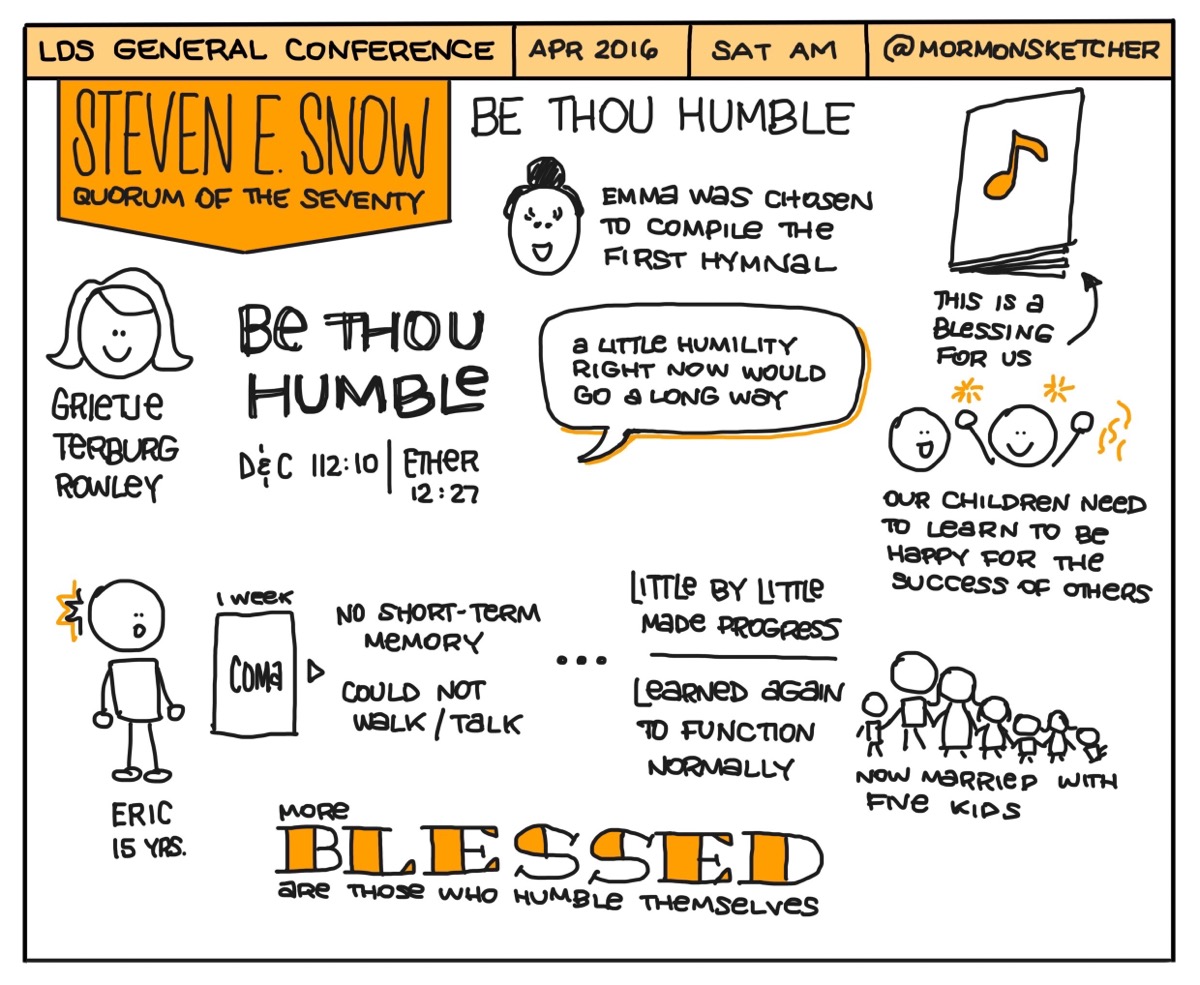 LDS GENERAL CONFERENCE
APR 2016
SAT AM
@MORMONSKETCHER
STEVEN E. SNOW
QUORUM OF THE SEVENTY
BE THOU HUMBLE
EMMA WAS CHOSEN
TO COMPILE THE
FIRST HYMNAL
THIS IS A
BLESSING
FOR US
GRIETJE
TERBURG
ROWLEY
BE THOU
HUMBLE
D&C 112:10 | ETHER
12:27
A LITTLE HUMILITY
RIGHT NOW WOULD
GO A LONG WAY
OUR CHILDREN NEED
TO LEARN TO BE
HAPPY FOR THE
SUCCESS OF OTHERS
ERIC
15 YRS.
1 WEEK
COMA
NO SHORT-TERM
MEMORY
COULD NOT
WALK / TALK
...
LITTLE BY LITTLE
MADE PROGRESS
LEARNED AGAIN
TO FUNCTION
NORMALLY
NOW MARRIED WITH
FIVE KIDS
MORE
BLESSED
ARE THOSE WHO HUMBLE THEMSELVES